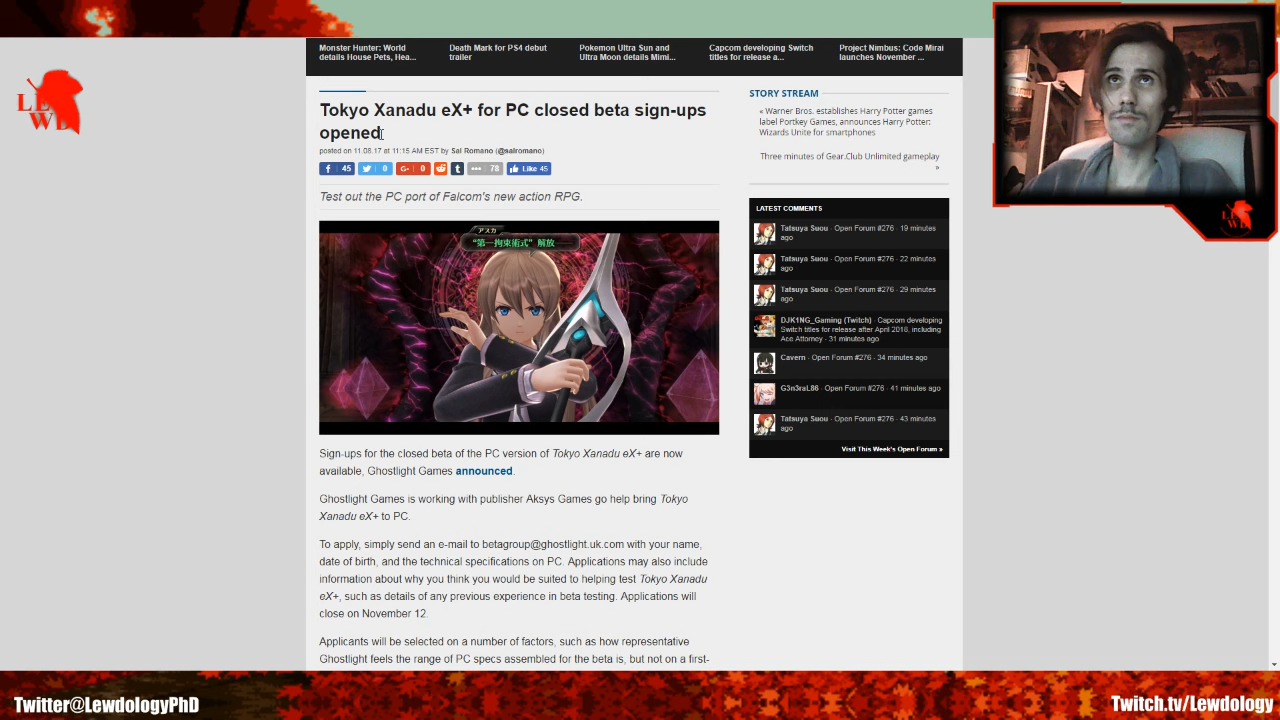 Monster Hunter: World
details House Pets, Hea...
Death Mark for PS4 debut
trailer
Pokemon Ultra Sun and
Ultra Moon details Mimi...
Capcom developing Switch
titles for release a...
Project Nimbus: Code Mirai
launches November ...
LEWD
Tokyo Xanadu eX+ for PC closed beta sign-ups
opened
posted on 11.08.17 at 11:15 AM EST by Sal Romano (@salromano)
45
0
G+ 0
78
Like 45
Test out the PC port of Falcom's new action RPG.
アスカ
“第一拘束術式”解放
Sign-ups for the closed beta of the PC version of Tokyo Xanadu eX+ are now
available, Ghostlight Games announced.
Ghostlight Games is working with publisher Aksys Games go help bring Tokyo
Xanadu eX+ to PC.
To apply, simply send an e-mail to betagroup@ghostlight.uk.com with your name,
date of birth, and the technical specifications on PC. Applications may also include
information about why you think you would be suited to helping test Tokyo Xanadu
eX+, such as details of any previous experience in beta testing. Applications will
close on November 12.
Applicants will be selected on a number of factors, such as how representative
Ghostlight feels the range of PC specs assembled for the beta is, but not on a first-
STORY STREAM
« Warner Bros. establishes Harry Potter games
label Portkey Games, announces Harry Potter:
Wizards Unite for smartphones
Three minutes of Gear.Club Unlimited gameplay
»
LATEST COMMENTS
Tatsuya Suou · Open Forum #276 · 19 minutes
ago
Tatsuya Suou · Open Forum #276 · 22 minutes
ago
Tatsuya Suou · Open Forum #276 · 29 minutes
ago
DJK1NG_Gaming (Twitch) · Capcom developing
Switch titles for release after April 2018, including
Ace Attorney · 31 minutes ago
Cavern · Open Forum #276 · 34 minutes ago
G3n3raL86 · Open Forum #276 · 41 minutes ago
Tatsuya Suou · Open Forum #276 · 43 minutes
ago
Visit This Week's Open Forum »
Twitter@LewdologyPhD
Twitch.tv/Lewdology